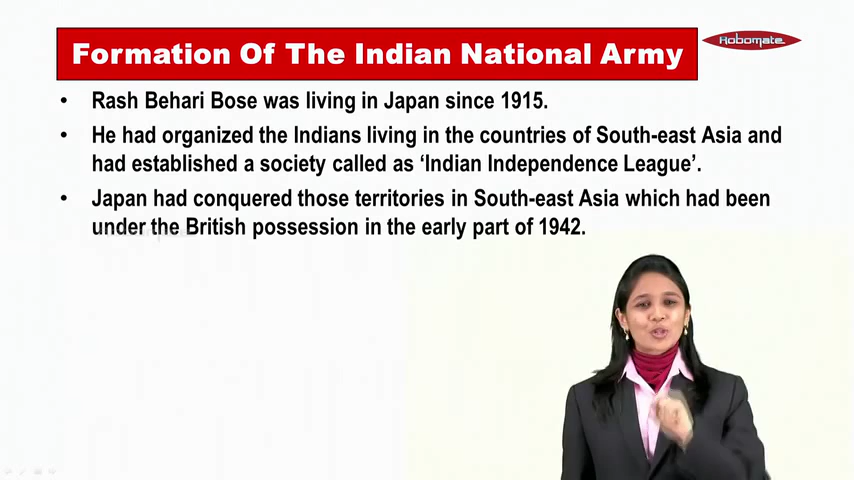 Formation Of The Indian National Army
Robomate
• Rash Behari Bose was living in Japan since 1915.
• He had organized the Indians living in the countries of South-east Asia and
had established a society called as ‘Indian Independence League’.
• Japan had conquered those territories in South-east Asia which had been
under the British possession in the early part of 1942.